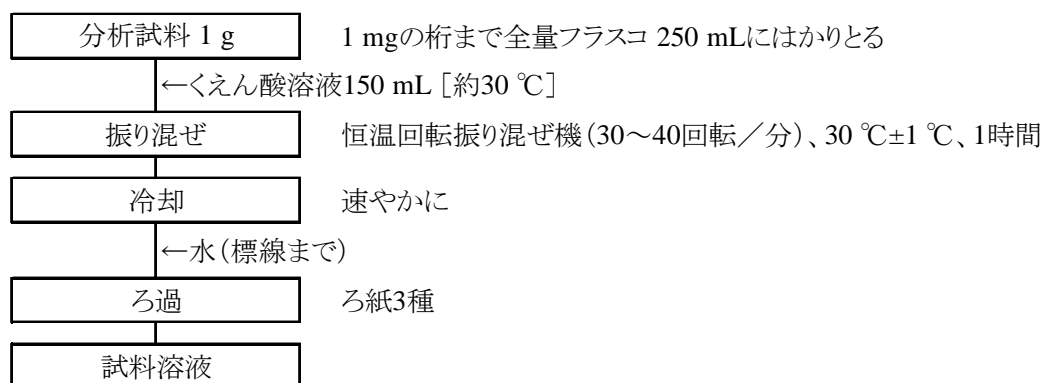 分析試料 1 g 1 mgの桁まで全量フラスコ 250 mLにはかりとる
←くえん酸溶液150 mL［約30 ℃］
振り混ぜ 恒温回転振り混ぜ機（30～40回転／分）、30 ℃±1 ℃、1時間
冷却 速やかに
←水（標線まで）
ろ過 ろ紙3種
試料溶液